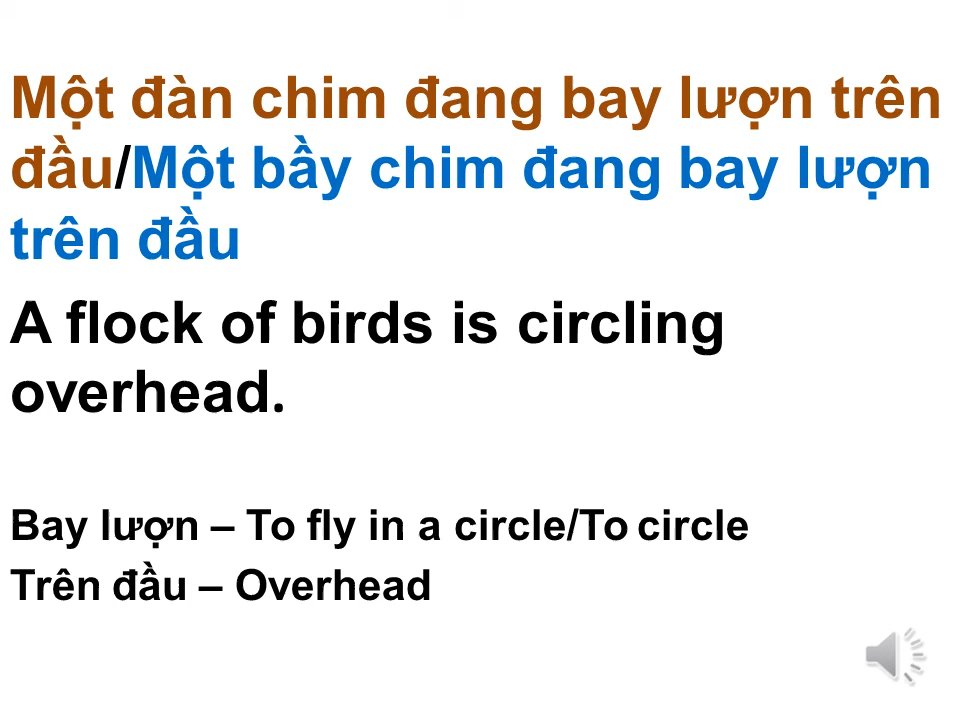 Một đàn chim đang bay lượn trên
đầu/Một bầy chim đang bay lượn
trên đầu
A flock of birds is circling
overhead.
Bay lượn – To fly in a circle/To circle
Trên đầu – Overhead